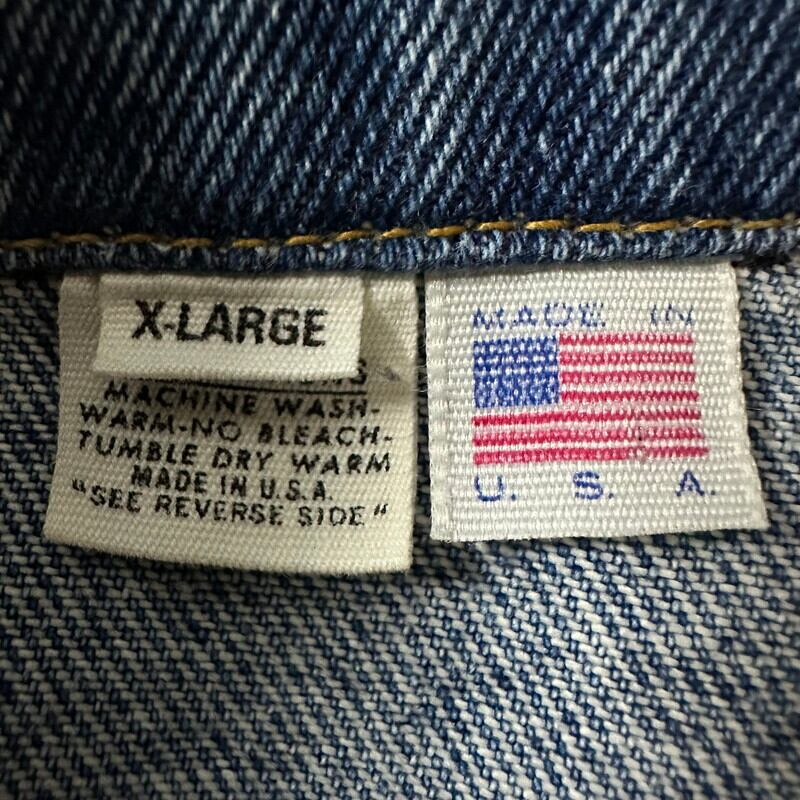 X-LARGE
MACHINE WASH-
WARM-NO BLEACH-
TUMBLE DRY WARM
MADE IN U.S.A.
"SEE REVERSE SIDE"
MADE IN
U. S. A.